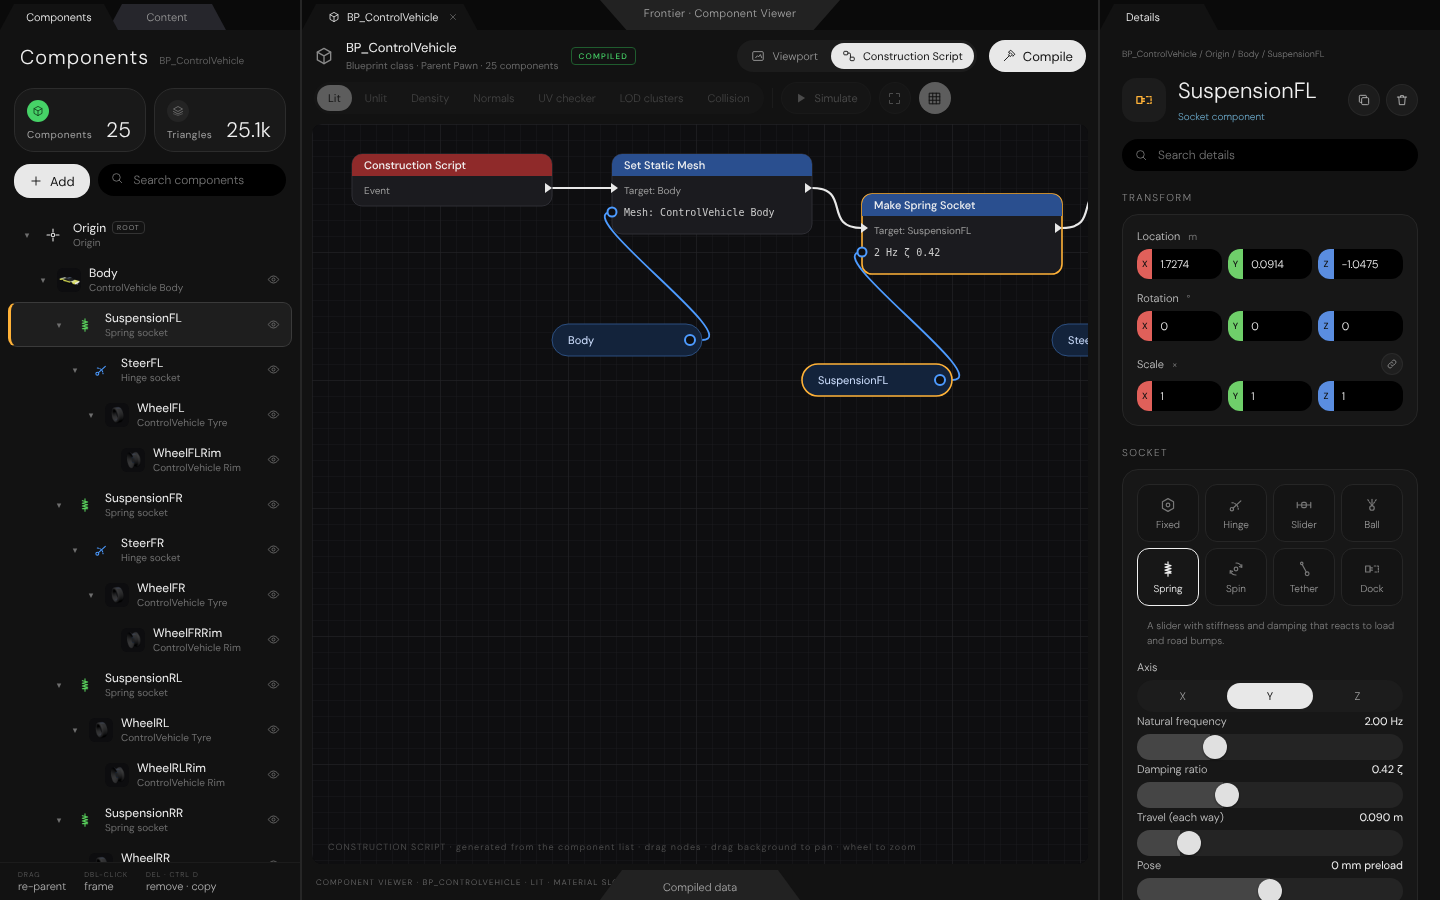 Components
Content
BP_ControlVehicle ×
Frontier · Component Viewer
Details
Components BP_ControlVehicle
Components 25
Triangles 25.1k
+ Add
Search components
Origin ROOT
Origin
Body
ControlVehicle Body
SuspensionFL
Spring socket
SteerFL
Hinge socket
WheelFL
ControlVehicle Tyre
WheelFLRim
ControlVehicle Rim
SuspensionFR
Spring socket
SteerFR
Hinge socket
WheelFR
ControlVehicle Tyre
WheelFRRim
ControlVehicle Rim
SuspensionRL
Spring socket
WheelRL
ControlVehicle Tyre
WheelRLRim
ControlVehicle Rim
SuspensionRR
Spring socket
WheelRR
DRAG
re-parent
DBL-CLICK
frame
DEL · CTRL D
remove · copy
BP_ControlVehicle
Blueprint class · Parent Pawn · 25 components
COMPILED
Viewport
Construction Script
Compile
Lit
Unlit
Density
Normals
UV checker
LOD clusters
Collision
Simulate
Construction Script
Event
Set Static Mesh
Target: Body
Mesh: ControlVehicle Body
Make Spring Socket
Target: SuspensionFL
2 Hz ζ 0.42
Body
SuspensionFL
Stee
CONSTRUCTION SCRIPT · generated from the component list · drag nodes · drag background to pan · wheel to zoom
COMPONENT VIEWER · BP_CONTROLVEHICLE · LIT · MATERIAL SL
Compiled data
BP_ControlVehicle / Origin / Body / SuspensionFL
SuspensionFL
Socket component
Search details
TRANSFORM
Location m
X 1.7274
Y 0.0914
Z -1.0475
Rotation °
X 0
Y 0
Z 0
Scale ×
X 1
Y 1
Z 1
SOCKET
Fixed
Hinge
Slider
Ball
Spring
Spin
Tether
Dock
A slider with stiffness and damping that reacts to load
and road bumps.
Axis
X
Y
Z
Natural frequency 2.00 Hz
Damping ratio 0.42 ζ
Travel (each way) 0.090 m
Pose 0 mm preload